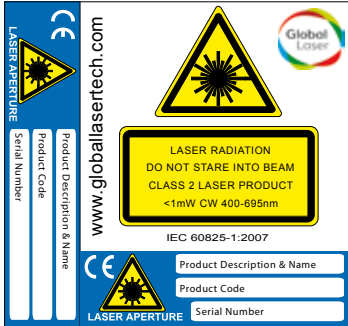 CE
LASER APERTURE
Product Description & Name
Product Code
Serial Number
www.globallasertech.com
Global
Laser
LASER RADIATION
DO NOT STARE INTO BEAM
CLASS 2 LASER PRODUCT
<1mW CW 400-695nm
IEC 60825-1:2007
CE
LASER APERTURE
Product Description & Name
Product Code
Serial Number